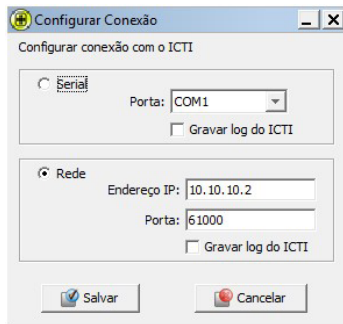 Configurar Conexão
Configurar conexão com o ICTI
Serial
Porta: COM1
Gravar log do ICTI
Rede
Endereço IP: 10.10.10.2
Porta: 61000
Gravar log do ICTI
Salvar Cancelar